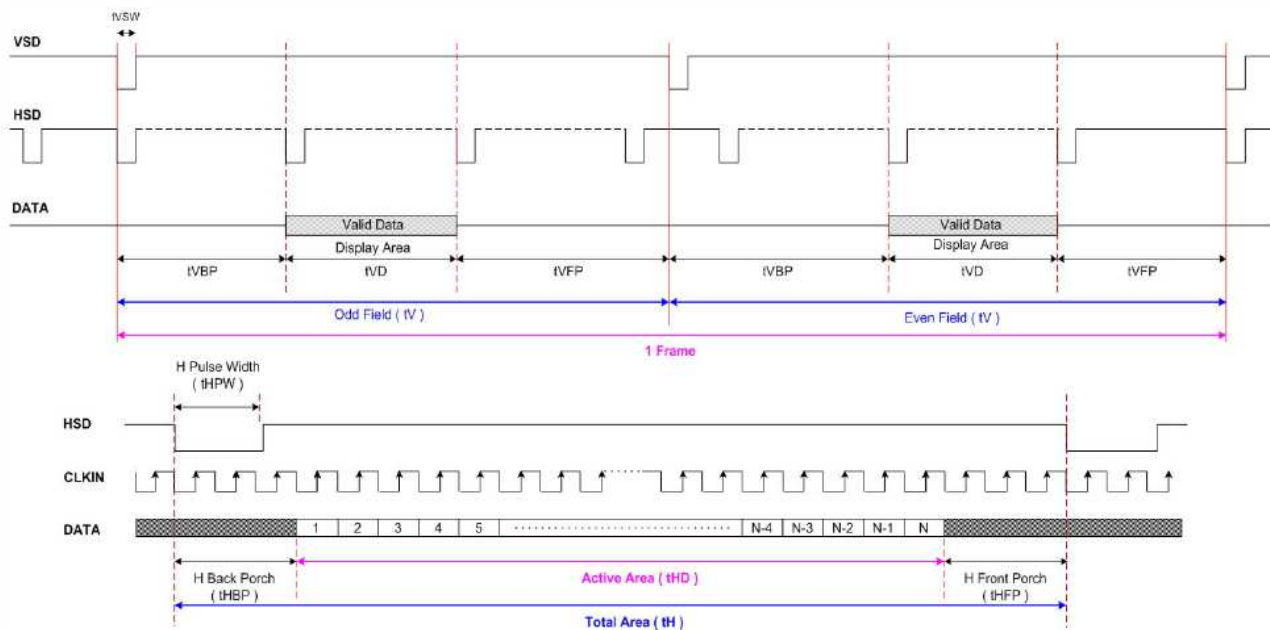 tVSW
VSD
HSD
DATA
Valid Data Valid Data
Display Area Display Area
tVBP tVD tVFP tVBP tVD tVFP
Odd Field ( tV ) Even Field ( tV )
1 Frame
H Pulse Width
( tHPW )
HSD
CLKIN
DATA 1 2 3 4 5 N-4 N-3 N-2 N-1 N
H Back Porch Active Area ( tHD ) H Front Porch
( tHBP ) ( tHFP )
Total Area ( tH )